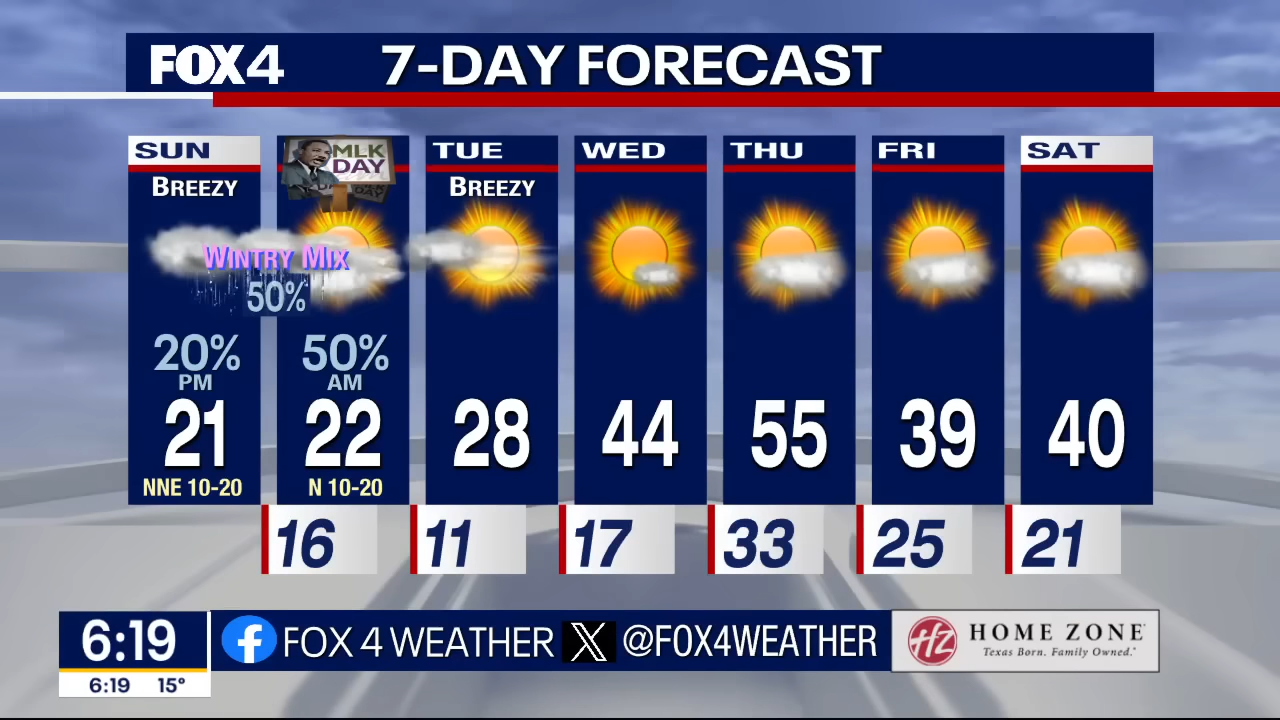 FOX4
7-DAY FORECAST
SUN
BREEZY
WINTRY MIX
50%
20%
PM
21
NNE 10-20
MLK
DAY
50%
AM
22
N 10-20
16
TUE
BREEZY
28
11
WED
44
17
THU
55
33
FRI
39
25
SAT
40
21
6:19
6:19 15°
FOX 4 WEATHER
X @FOX4WEATHER
HZ
HOME ZONE
Texas Born. Family Owned.